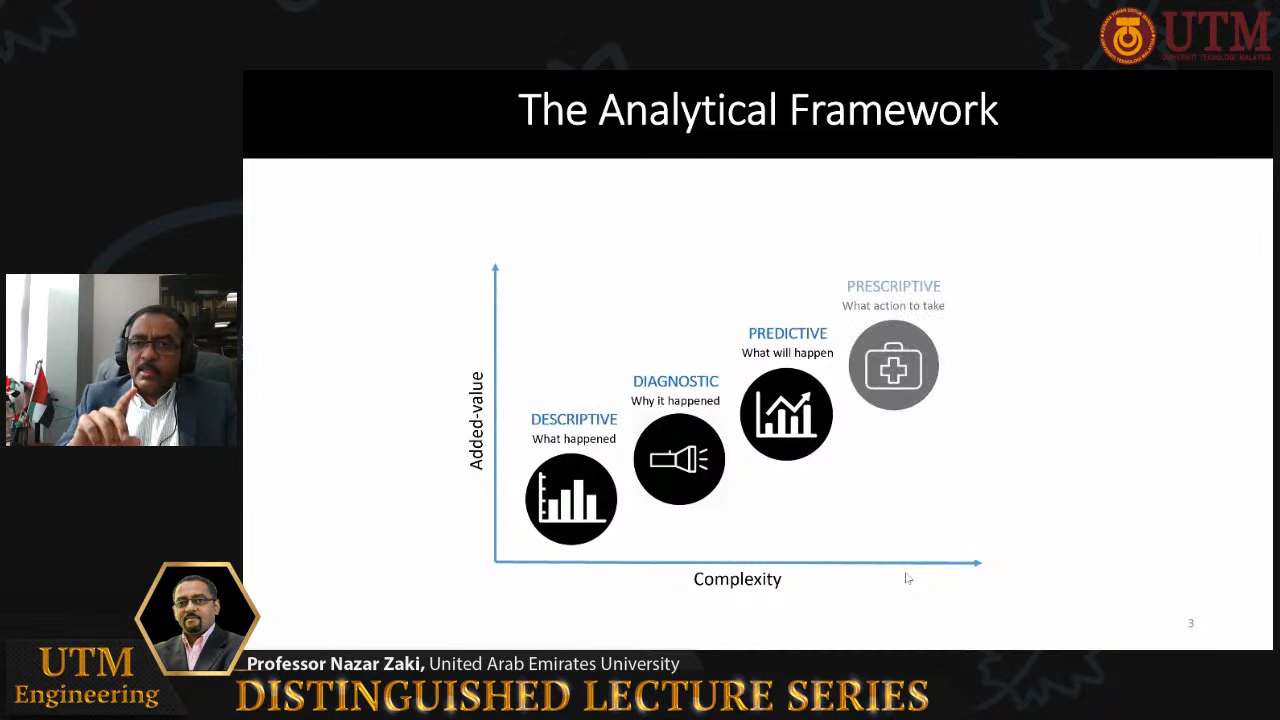 UTM
UNIVERSITI TEKNOLOGI MALAYSIA
The Analytical Framework
PRESCRIPTIVE
What action to take
PREDICTIVE
What will happen
DIAGNOSTIC
Why it happened
DESCRIPTIVE
What happened
Added-value
Complexity
3
UTM
Engineering
Professor Nazar Zaki, United Arab Emirates University
DISTINGUISHED LECTURE SERIES